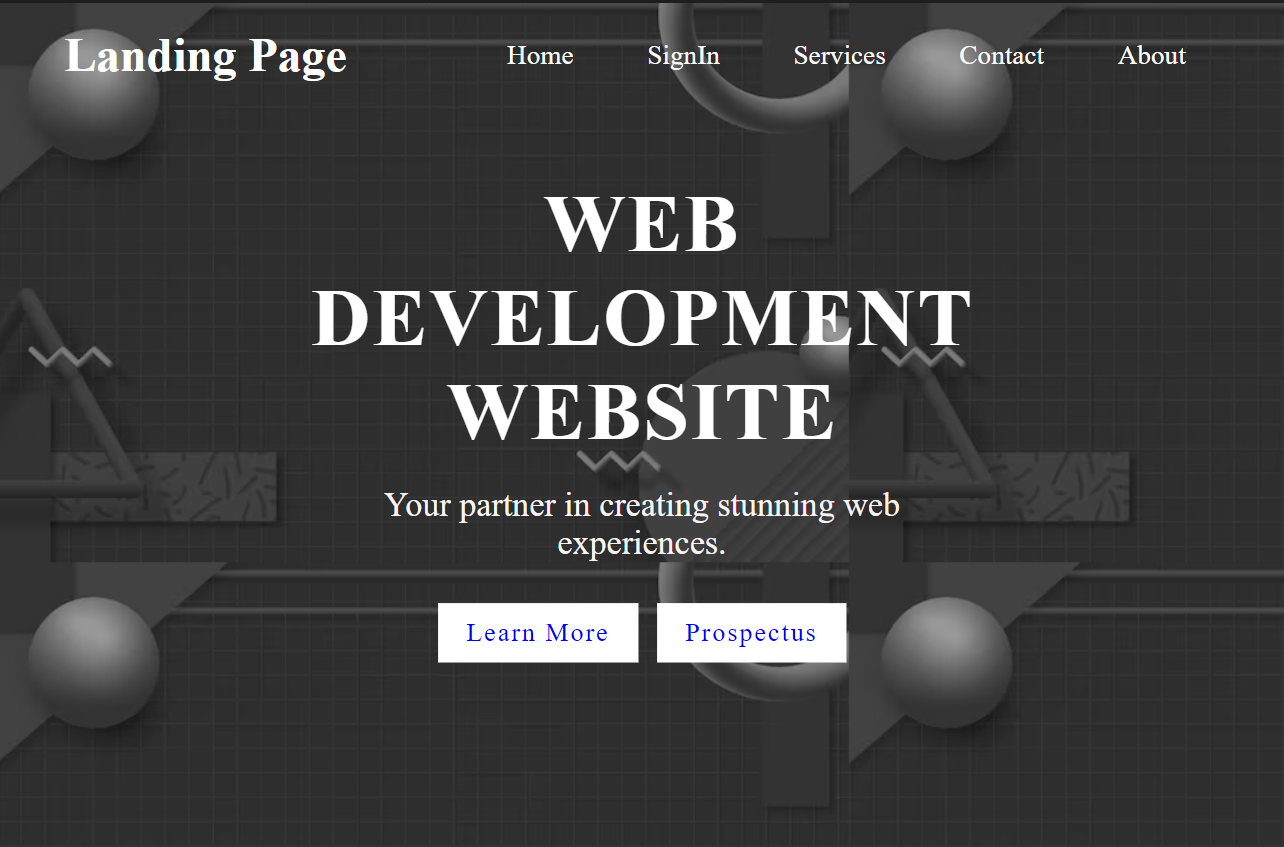 Landing Page Home SignIn Services Contact About
WEB
DEVELOPMENT
WEBSITE
Your partner in creating stunning web
experiences.
Learn More Prospectus